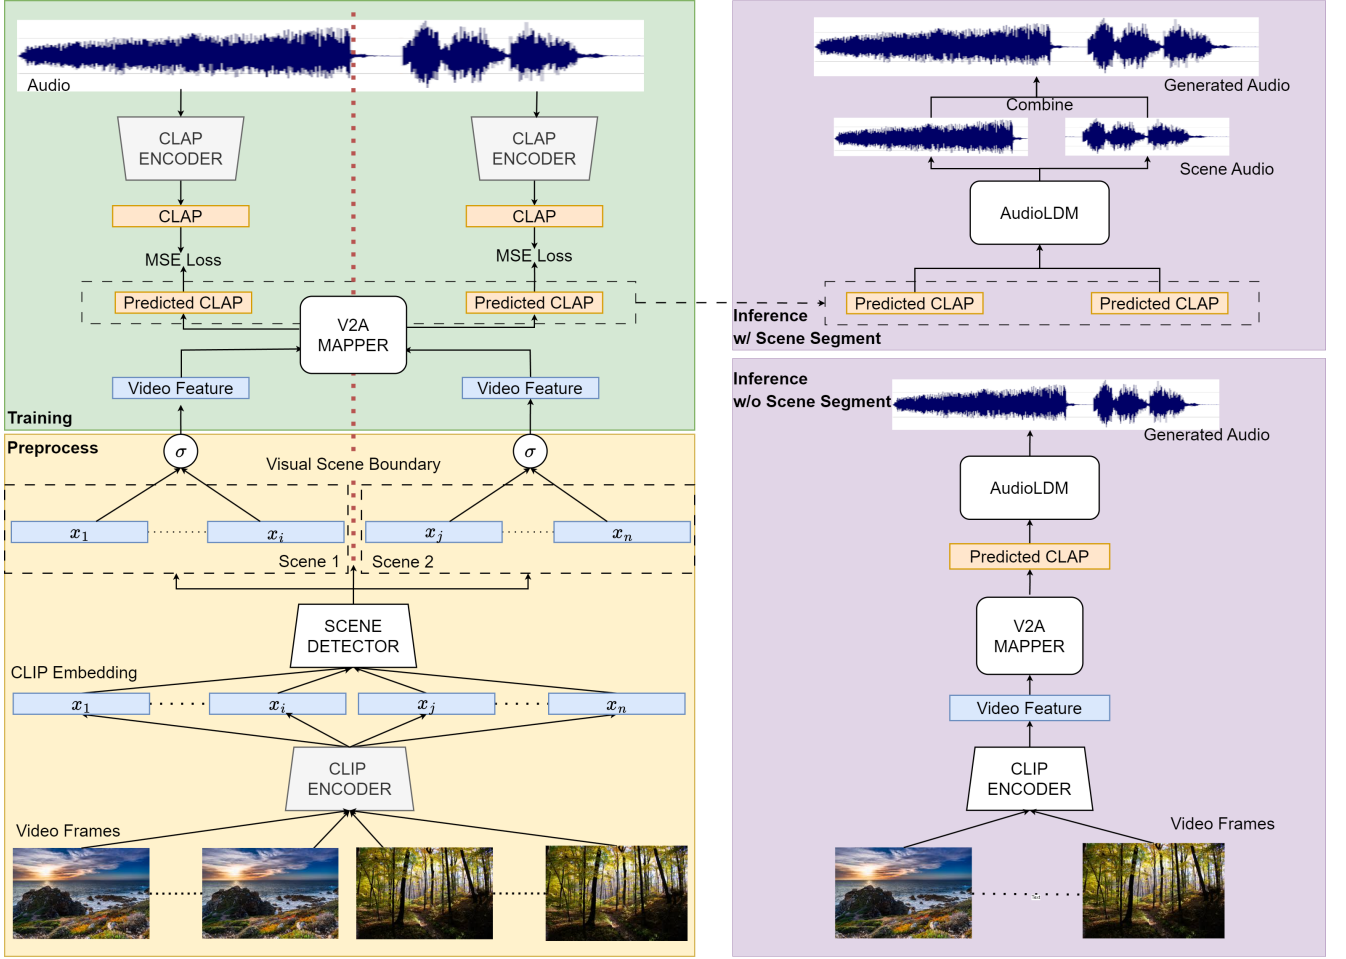 Audio
CLAP
ENCODER
CLAP
ENCODER
CLAP
CLAP
MSE Loss
MSE Loss
Predicted CLAP
Predicted CLAP
V2A
MAPPER
Video Feature
Video Feature
Training
Preprocess
σ
σ
Visual Scene Boundary
x₁
xᵢ
xⱼ
xₙ
Scene 1
Scene 2
SCENE
DETECTOR
CLIP Embedding
x₁
xᵢ
xⱼ
xₙ
CLIP
ENCODER
Video Frames
Generated Audio
Combine
Scene Audio
AudioLDM
Predicted CLAP
Predicted CLAP
Inference
w/ Scene Segment
Inference
w/o Scene Segment
Generated Audio
AudioLDM
Predicted CLAP
V2A
MAPPER
Video Feature
CLIP
ENCODER
Video Frames